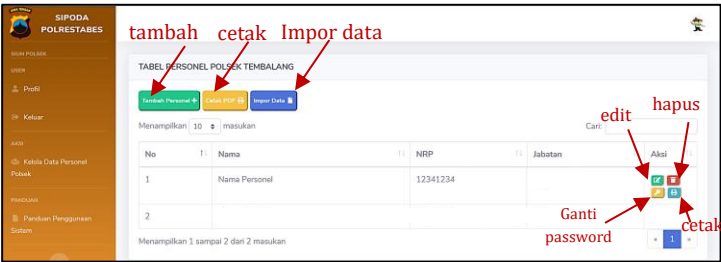 SIPODA
POLRESTABES
SIUM POLSEK
USER
Profil
Keluar
AKSI
Kelola Data Personel
Polsek
PANDUAN
Panduan Penggunaan
Sistem
tambah cetak Impor data
TABEL PERSONEL POLSEK TEMBALANG
Tambah Personel Cetak PDF Impor Data
Menampilkan 10 masukan
Cari:
edit hapus
No Nama NRP Jabatan Aksi
1 Nama Personel 12341234
2
Ganti
password
cetak
Menampilkan 1 sampai 2 dari 2 masukan
« 1 »